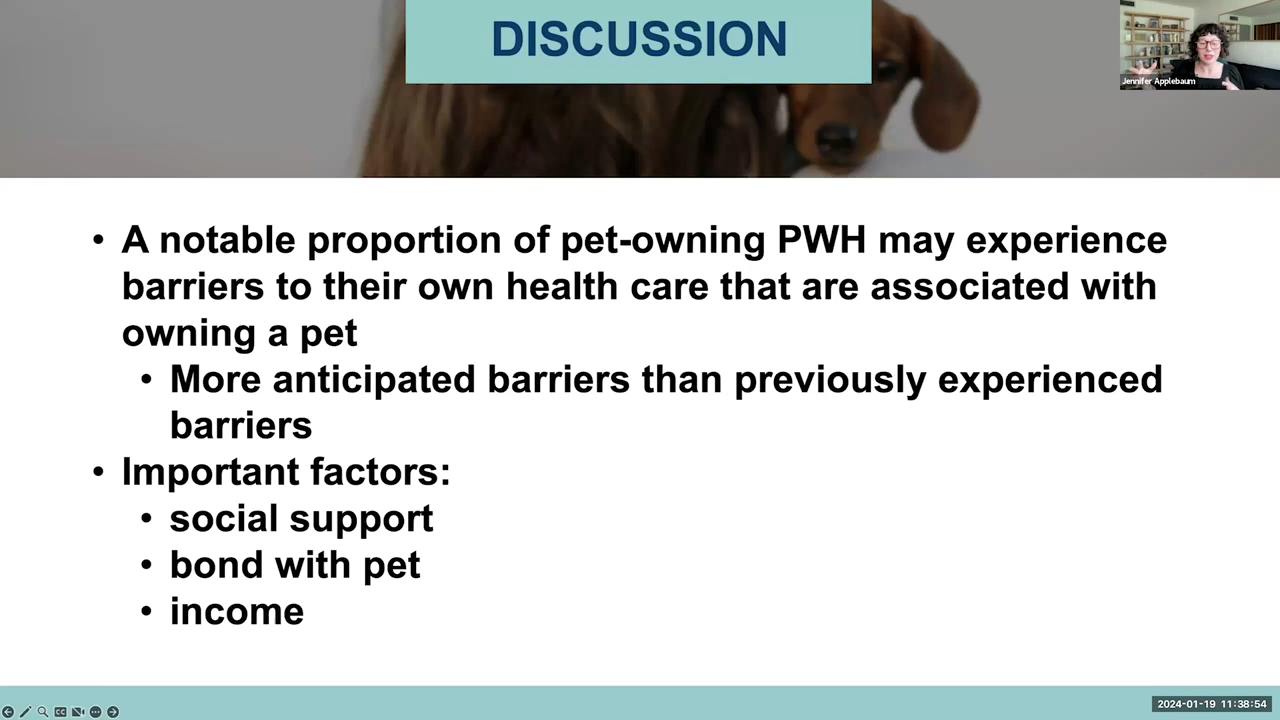 DISCUSSION
Jennifer Applebaum
• A notable proportion of pet-owning PWH may experience
barriers to their own health care that are associated with
owning a pet
• More anticipated barriers than previously experienced
barriers
• Important factors:
• social support
• bond with pet
• income
CC
2024-01-19 11:38:54